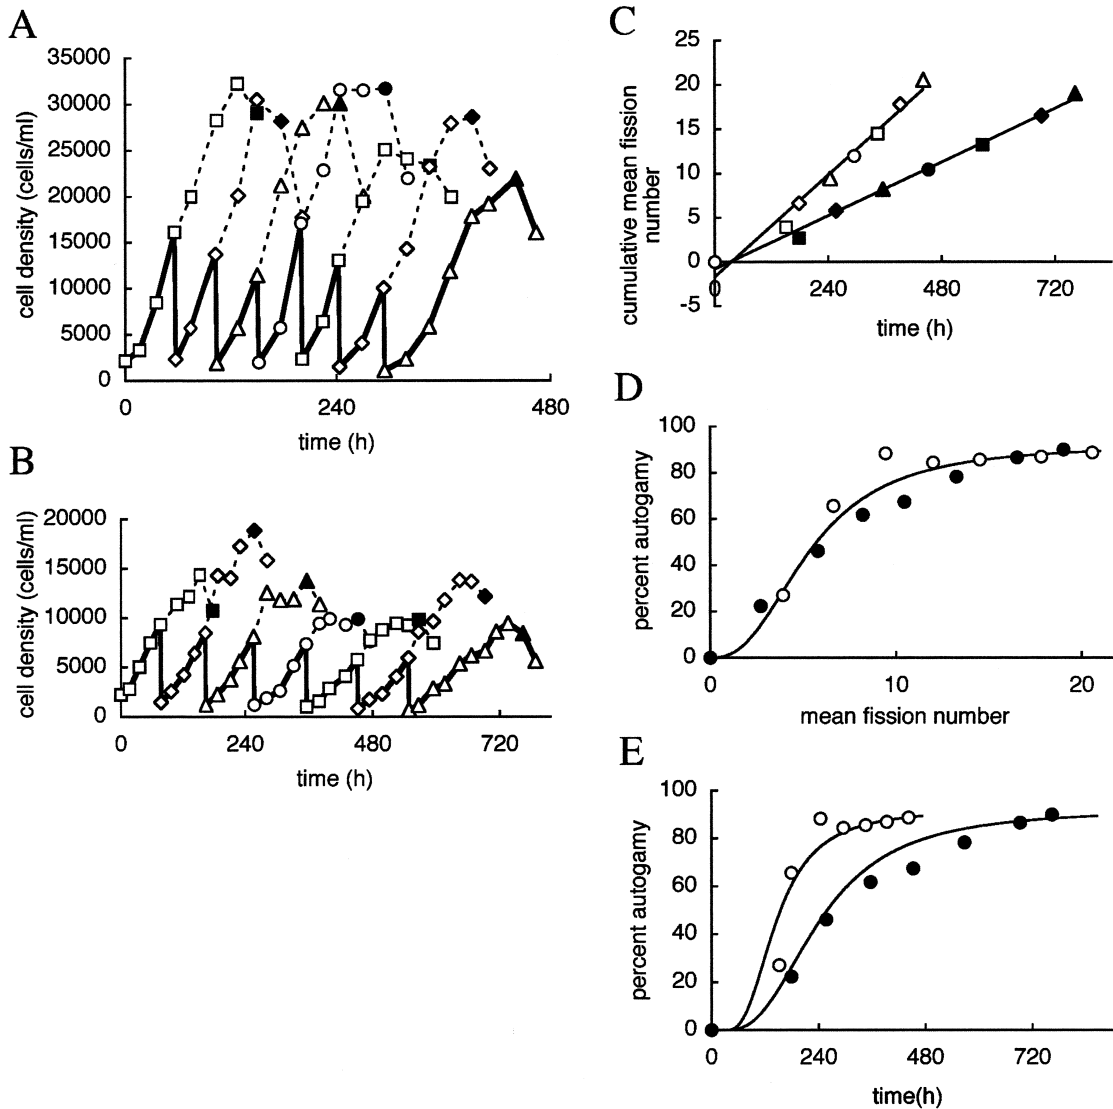 A
35000
30000
25000
20000
15000
10000
5000
0
cell density (cells/ml)
0 240 480
time (h)
B
20000
15000
10000
5000
0
cell density (cells/ml)
0 240 480 720
time (h)
C
25
20
15
10
5
0
-5
cumulative mean fission
number
0 240 480 720
time (h)
D
100
80
60
40
20
0
percent autogamy
0 10 20
mean fission number
E
100
80
60
40
20
0
percent autogamy
0 240 480 720
time(h)